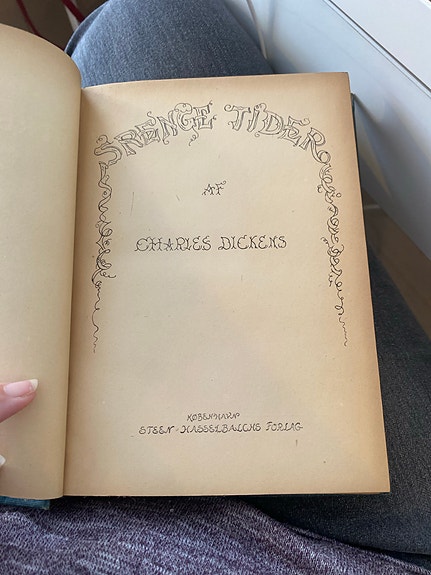 STRENGE TIDER
AF
CHARLES DICKENS
KØBENHAVN
STEEN HASSELBALCHS FORLAG